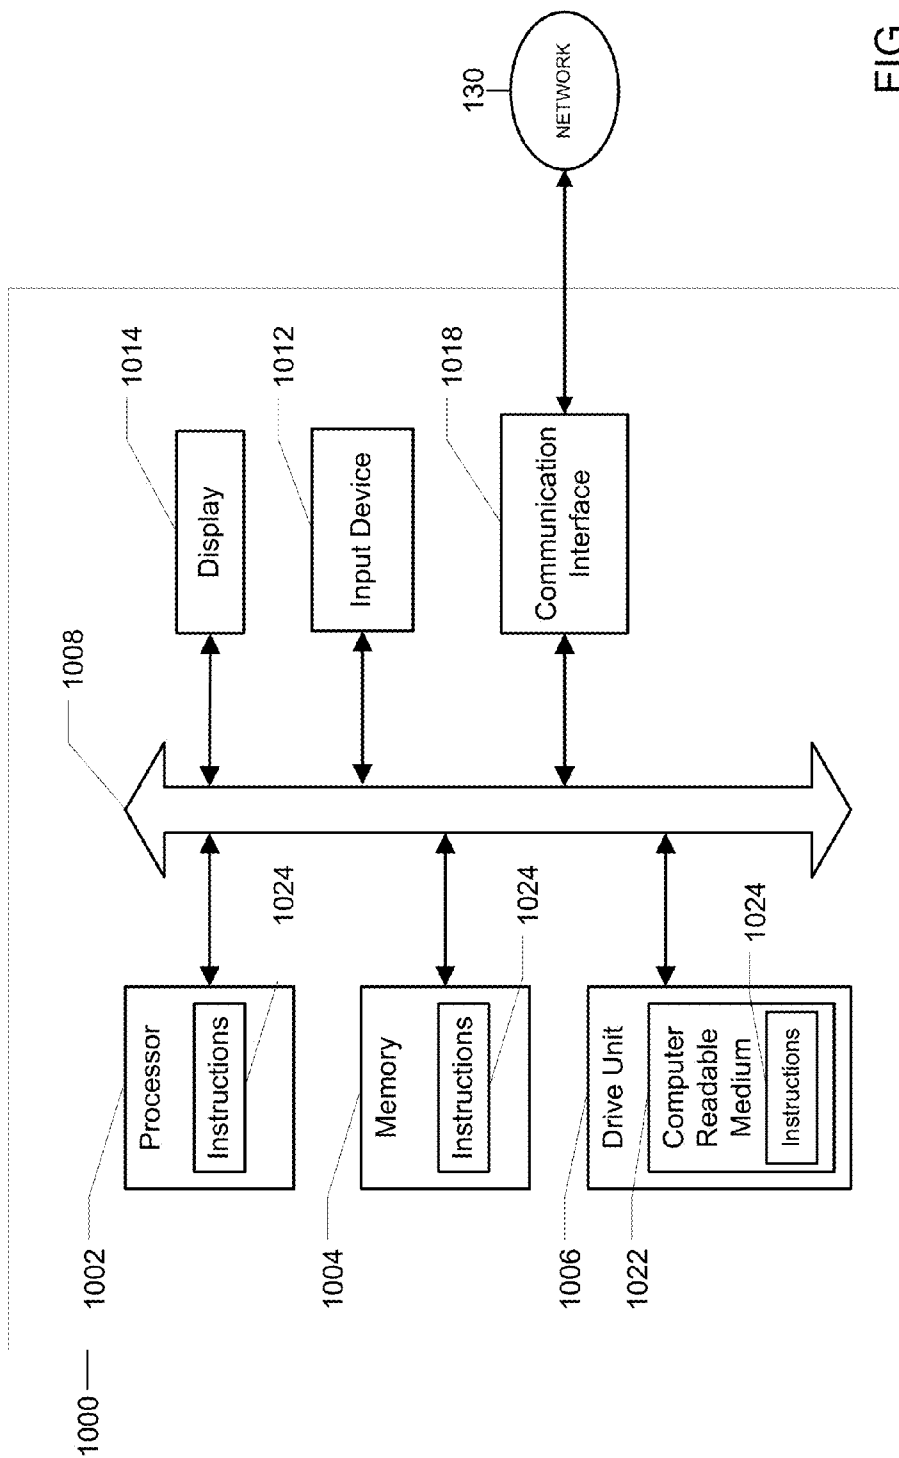 1000
1002
Processor
Instructions
1024
1004
Memory
Instructions
1024
1006
1022
Drive Unit
Computer
Readable
Medium
Instructions
1024
1008
Display
1014
Input Device
1012
Communication
Interface
1018
130
NETWORK
FIG